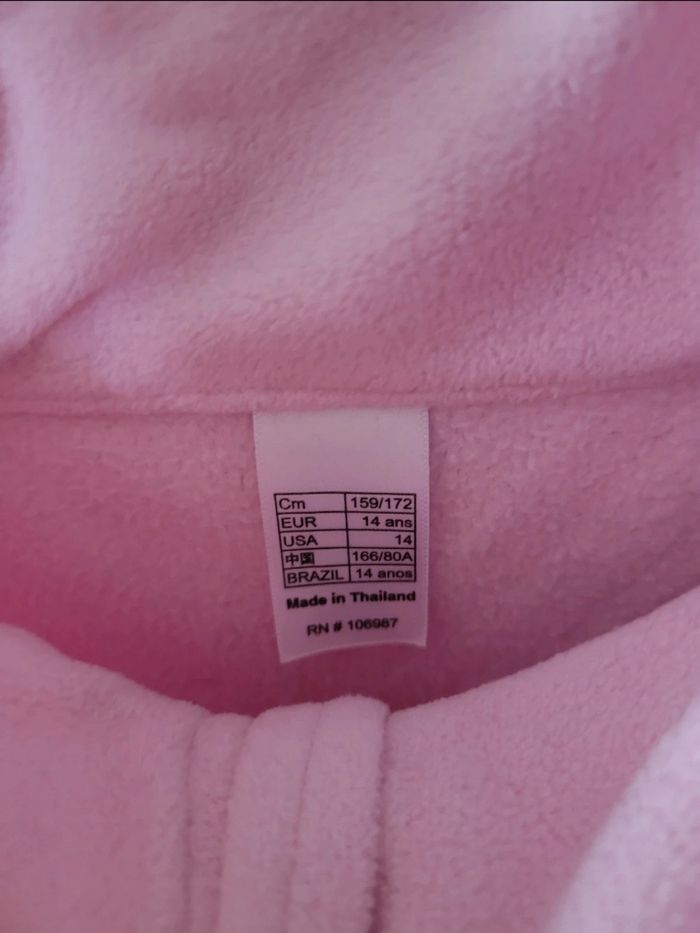 Cm 159/172
EUR 14 ans
USA 14
中国 166/80A
BRAZIL 14 anos
Made in Thailand
RN # 106987